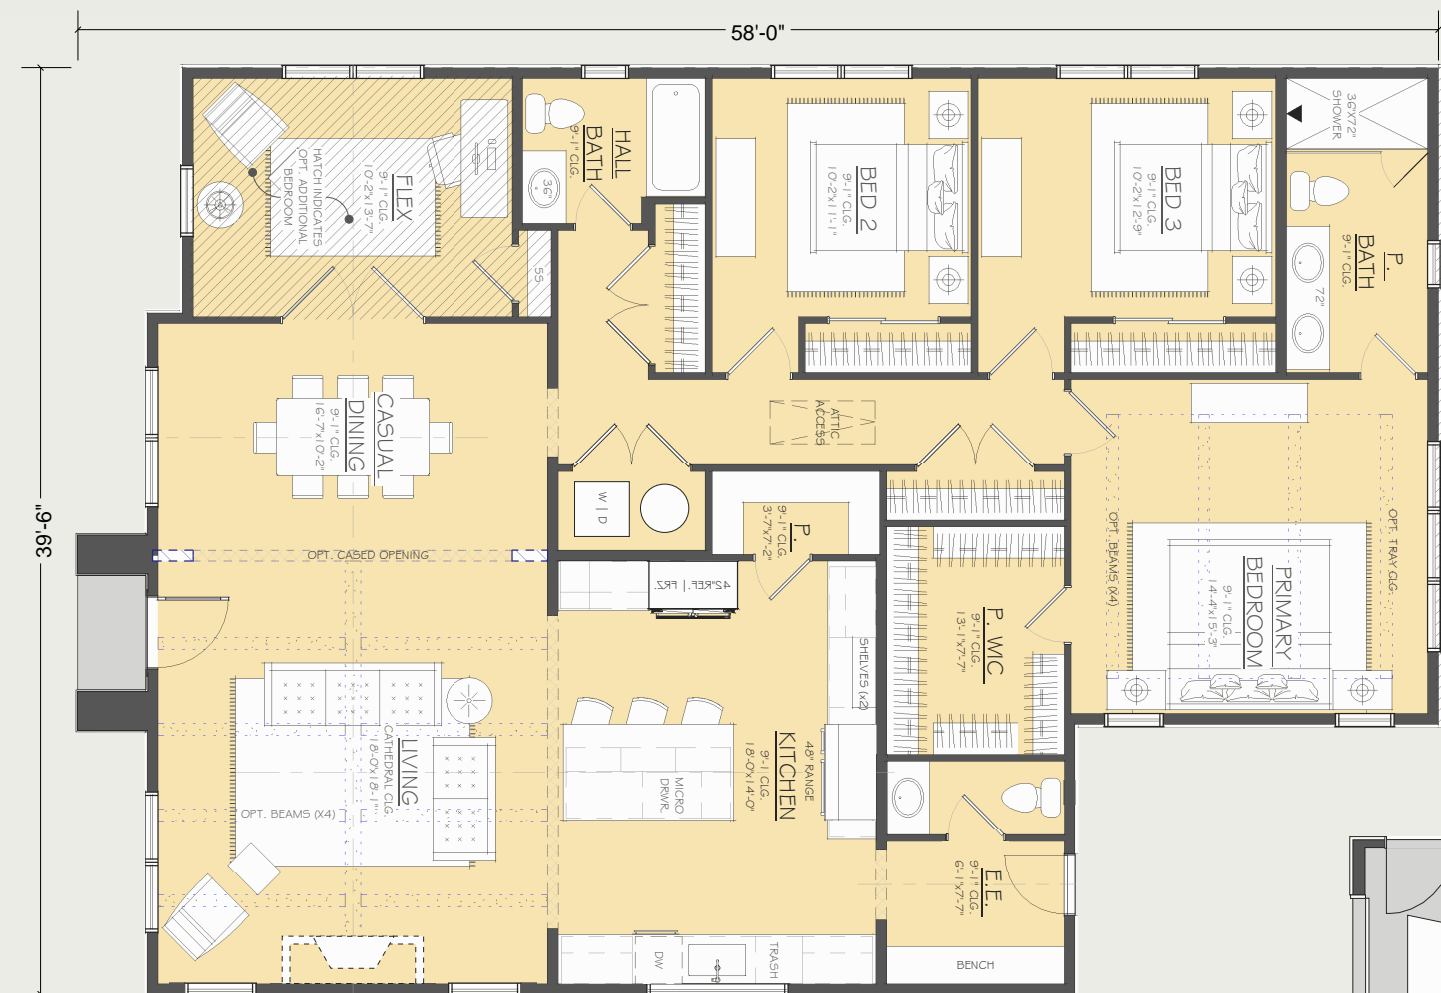 58'-0"
39'-6"
FLEX
9'-1" CLG.
10'-2"x13'-7"
HATCH INDICATES
OPT. ADDITIONAL
BEDROOM
5S
HALL
BATH
9'-1" CLG.
36"
BED 2
9'-1" CLG.
10'-2"x11'-1"
BED 3
9'-1" CLG.
10'-2"x12'-9"
36"X72"
SHOWER
P.
BATH
9'-1" CLG.
72"
CASUAL
DINING
9'-1" CLG.
16'-7"x10'-2"
ATTIC
ACCESS
W | D
P.
9'-1" CLG.
3'-7"x7'-2"
OPT. CASED OPENING
42"REF. | FRZ.
SHELVES (x2)
P. WIC
9'-1" CLG.
13'-1"x7'-7"
OPT. TRAY CLG.
OPT. BEAMS (X4)
PRIMARY
BEDROOM
9'-1" CLG.
14'-4"x15'-3"
LIVING
CATHEDRAL CLG.
18'-0"x18'-1"
OPT. BEAMS (X4)
48" RANGE
KITCHEN
9'-1 CLG.
18'-0"x14'-0"
MICRO
DRWR.
F.E.
9'-1" CLG.
6'-1"x7'-7"
DW
TRASH
BENCH